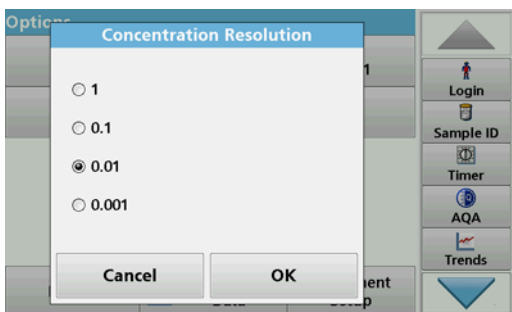 Options
Concentration Resolution
1
1
0.1
0.01
0.001
Cancel
OK
Login
Sample ID
Timer
AQA
Trends